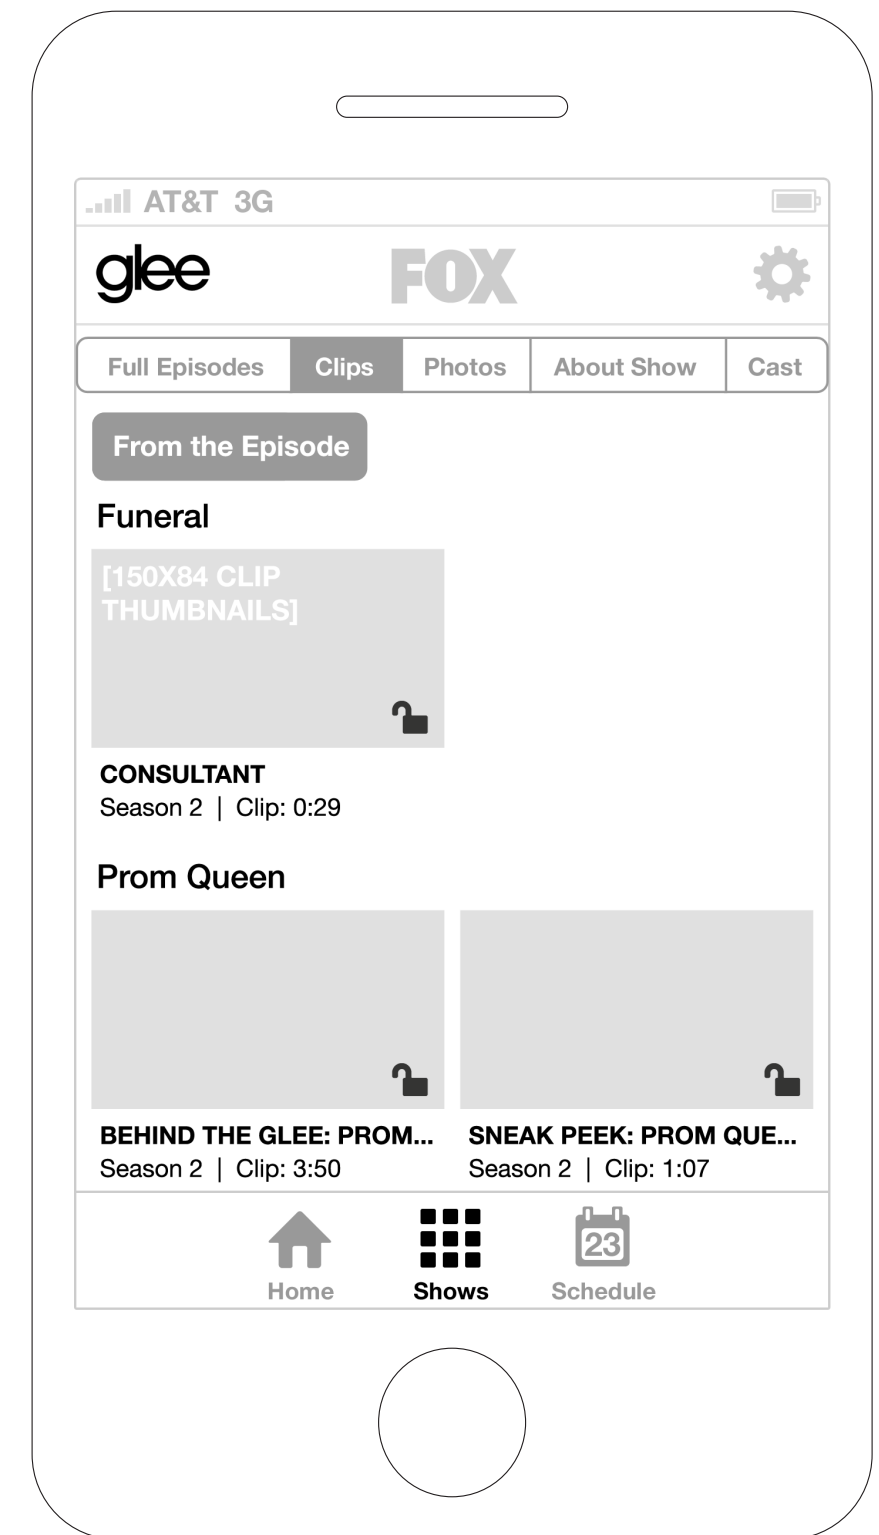 AT&T 3G
glee FOX
Full Episodes Clips Photos About Show Cast
From the Episode
Funeral
[150X84 CLIP
THUMBNAILS]
CONSULTANT
Season 2 | Clip: 0:29
Prom Queen
BEHIND THE GLEE: PROM... SNEAK PEEK: PROM QUE...
Season 2 | Clip: 3:50 Season 2 | Clip: 1:07
23
Home Shows Schedule